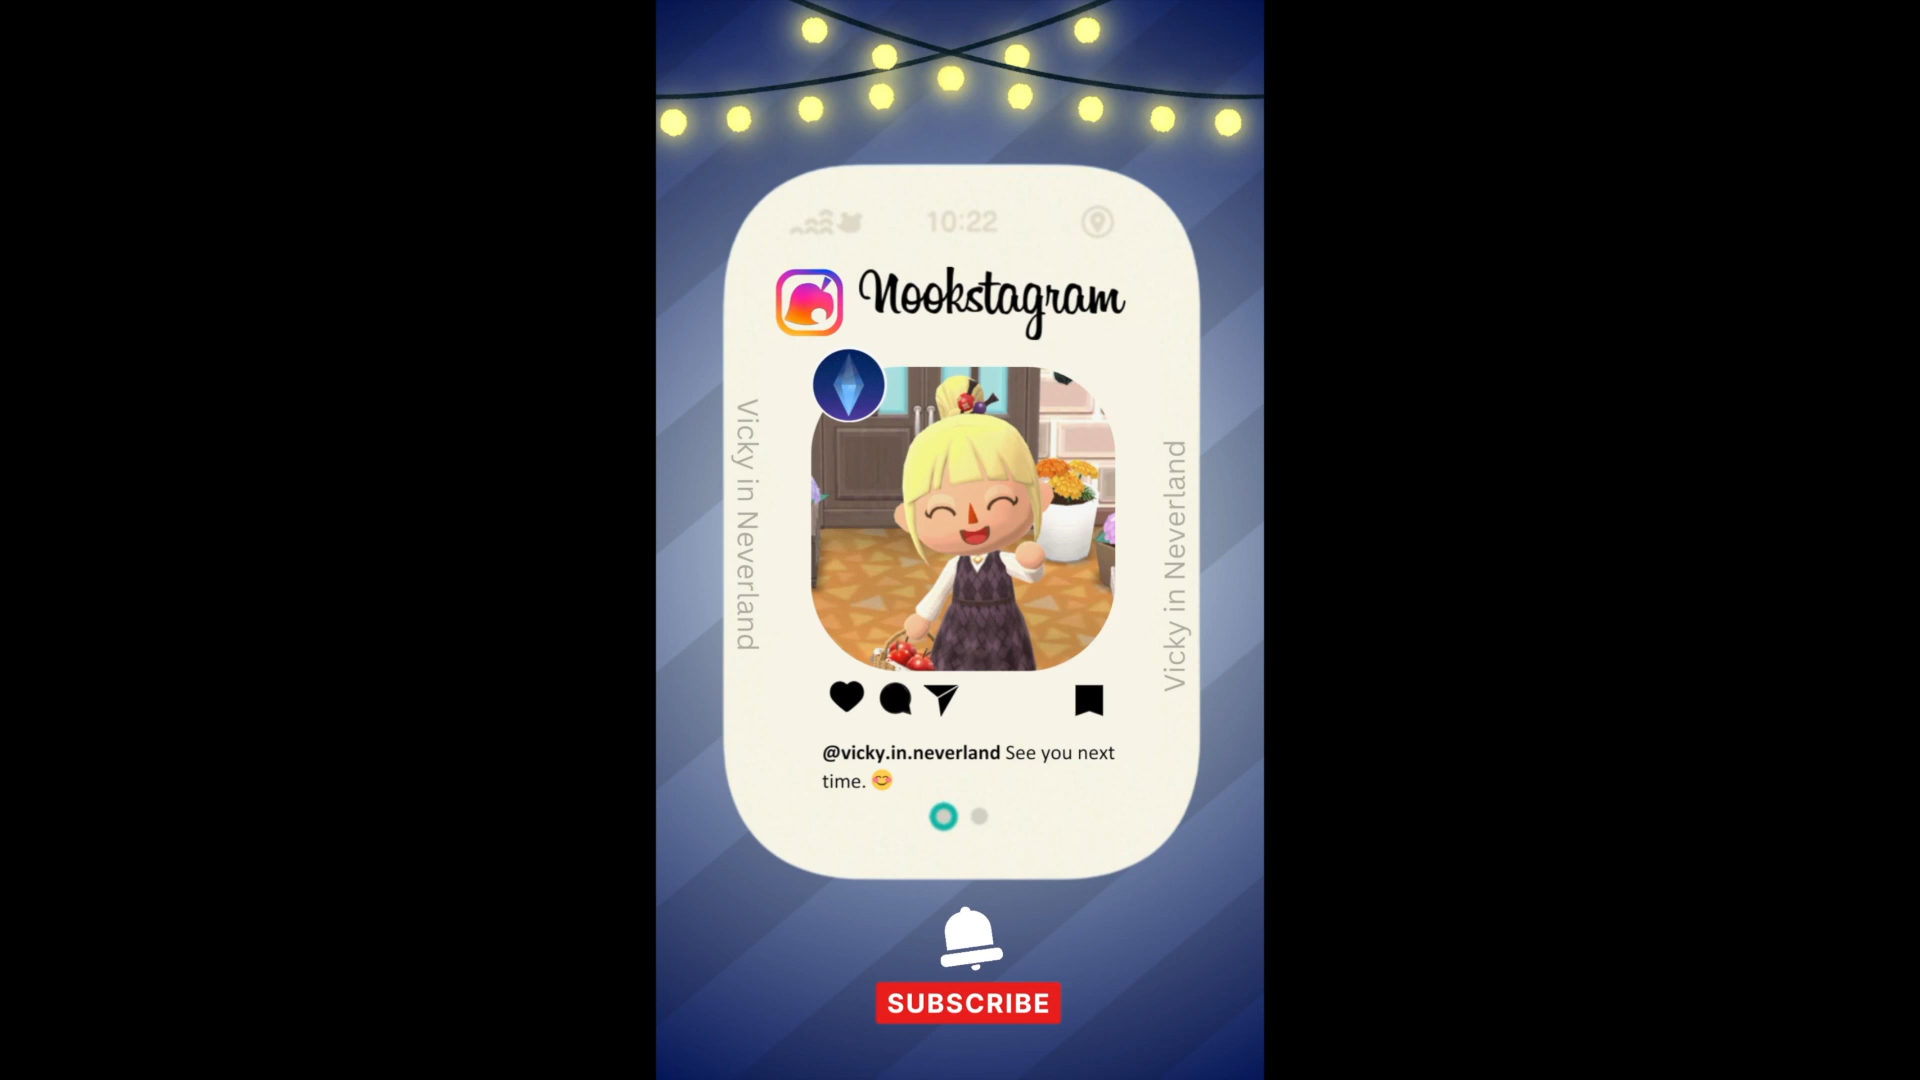 10:22
Nookstagram
Vicky in Neverland
Vicky in Neverland
@vicky.in.neverland See you next
time. 😊
SUBSCRIBE